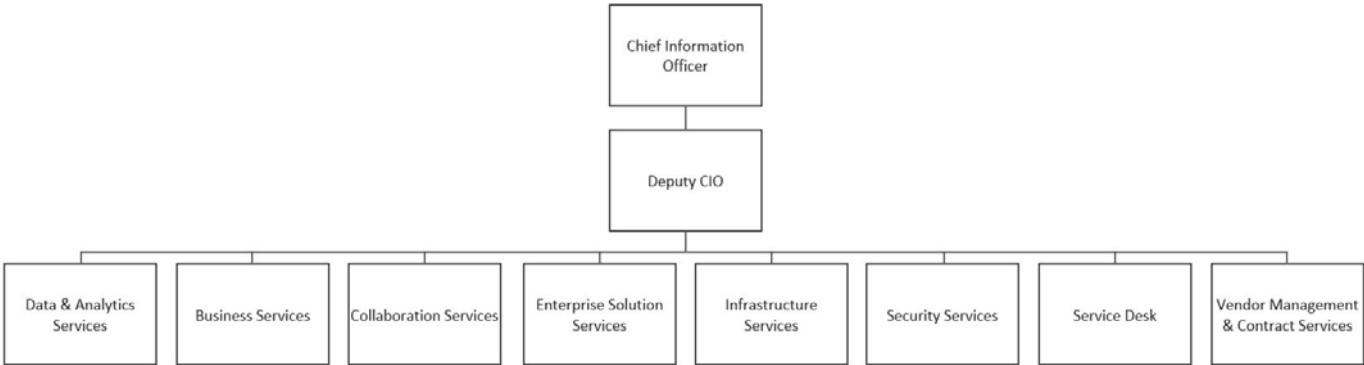 Chief Information
Officer
Deputy CIO
Data & Analytics
Services
Business Services
Collaboration Services
Enterprise Solution
Services
Infrastructure
Services
Security Services
Service Desk
Vendor Management
& Contract Services